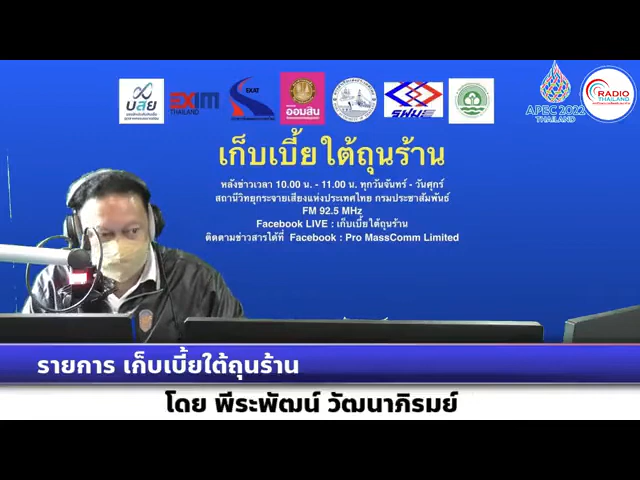 บสย
EXIM
THAILAND
EXAT
ออมสิน
รฟม
APEC 2022
THAILAND
RADIO
THAILAND
เก็บเบี้ยใต้ถุนร้าน
หลังข่าวเวลา 10.00 น. - 11.00 น. ทุกวันจันทร์ - วันศุกร์
สถานีวิทยุกระจายเสียงแห่งประเทศไทย กรมประชาสัมพันธ์
FM 92.5 MHz
Facebook LIVE : เก็บเบี้ยใต้ถุนร้าน
ติดตามข่าวสารได้ที่ Facebook : Pro MassComm Limited
รายการ เก็บเบี้ยใต้ถุนร้าน
โดย พีระพัฒน์ วัฒนาภิรมย์